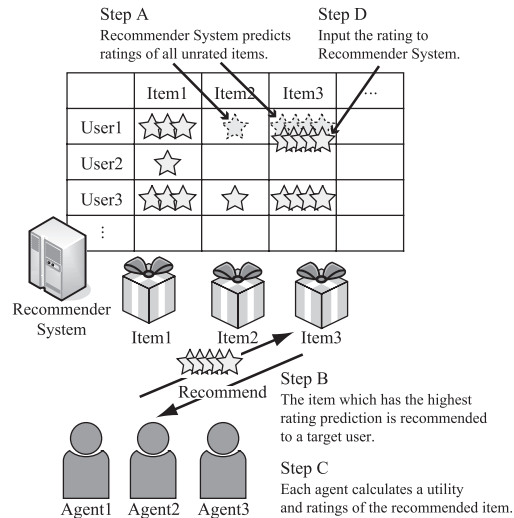 Step A
Recommender System predicts
ratings of all unrated items.
Step D
Input the rating to
Recommender System.
Item1 Item2 Item3 ...
User1
User2
User3
⋮
Recommender
System
Item1 Item2 Item3
Recommend
Step B
The item which has the highest
rating prediction is recommended
to a target user.
Step C
Each agent calculates a utility
and ratings of the recommended item.
Agent1 Agent2 Agent3